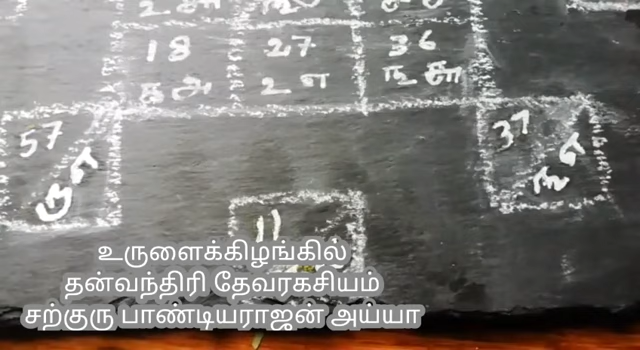 18 27 36
க அ உ எ ந சு
57 37
ரு எ ந எ
11
உருளைக்கிழங்கில்
தன்வந்திரி தேவரகசியம்
சற்குரு பாண்டியராஜன் அய்யா